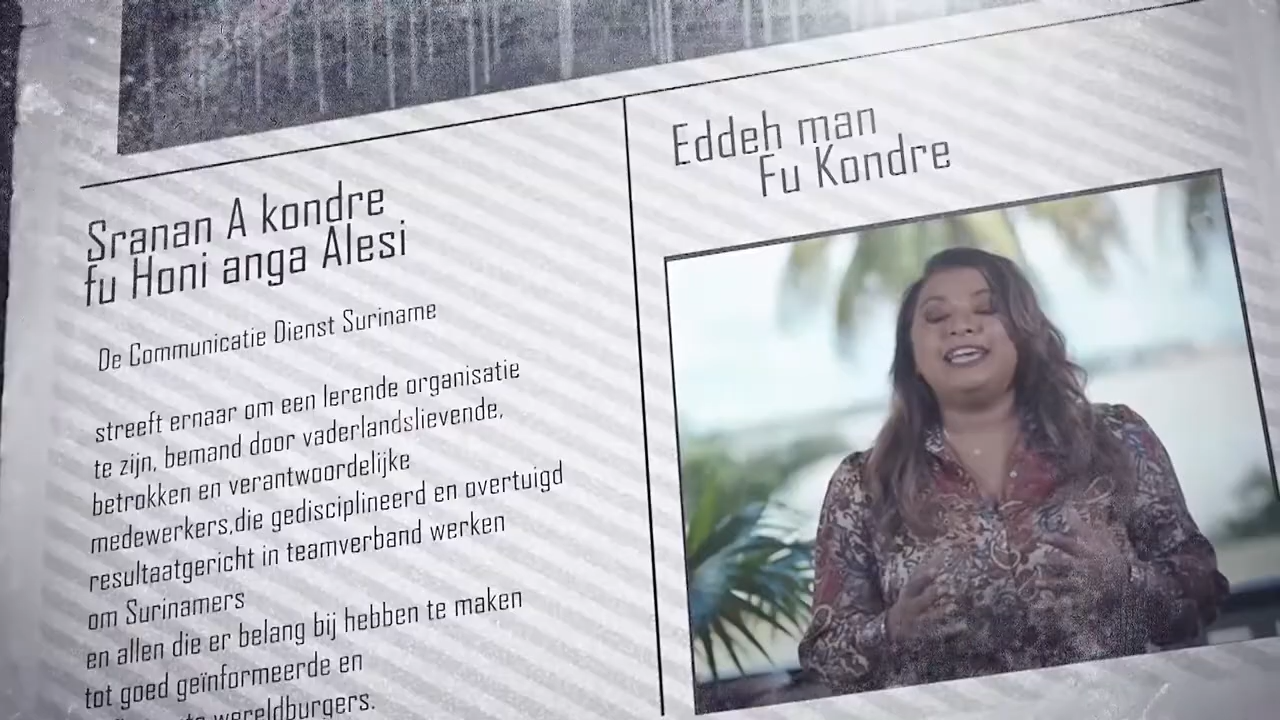 Sranan A kondre
fu Honi anga Alesi
De Communicatie Dienst Suriname
streeft ernaar om een lerende organisatie
te zijn, bemand door vaderlandslievende,
betrokken en verantwoordelijke
medewerkers,die gedisciplineerd en overtuigd
resultaatgericht in teamverband werken
om Surinamers
en allen die er belang bij hebben te maken
tot goed geïnformeerde en
wereldburgers.
Eddeh man
Fu Kondre